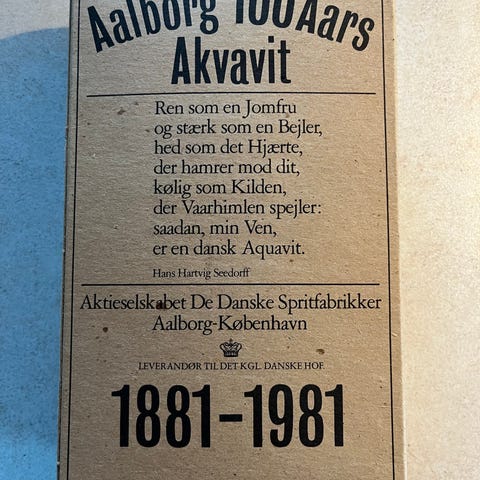 Aalborg 100 Aars
Akvavit
Ren som en Jomfru
og stærk som en Bejler,
hed som det Hjærte,
der hamrer mod dit,
kølig som Kilden,
der Vaarhimlen spejler:
saadan, min Ven,
er en dansk Aquavit.
Hans Hartvig Seedorff
Aktieselskabet De Danske Spritfabrikker
Aalborg-København
LEVERANDØR TIL DET KGL. DANSKE HOF.
1881-1981